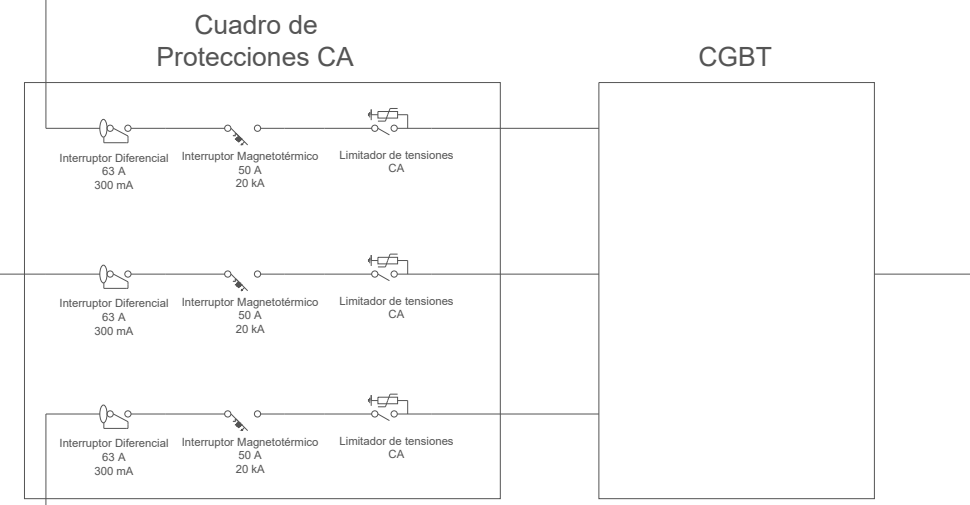 Cuadro de
Protecciones CA
CGBT
Interruptor Diferencial
63 A
300 mA
Interruptor Magnetotérmico
50 A
20 kA
Limitador de tensiones
CA
Interruptor Diferencial
63 A
300 mA
Interruptor Magnetotérmico
50 A
20 kA
Limitador de tensiones
CA
Interruptor Diferencial
63 A
300 mA
Interruptor Magnetotérmico
50 A
20 kA
Limitador de tensiones
CA